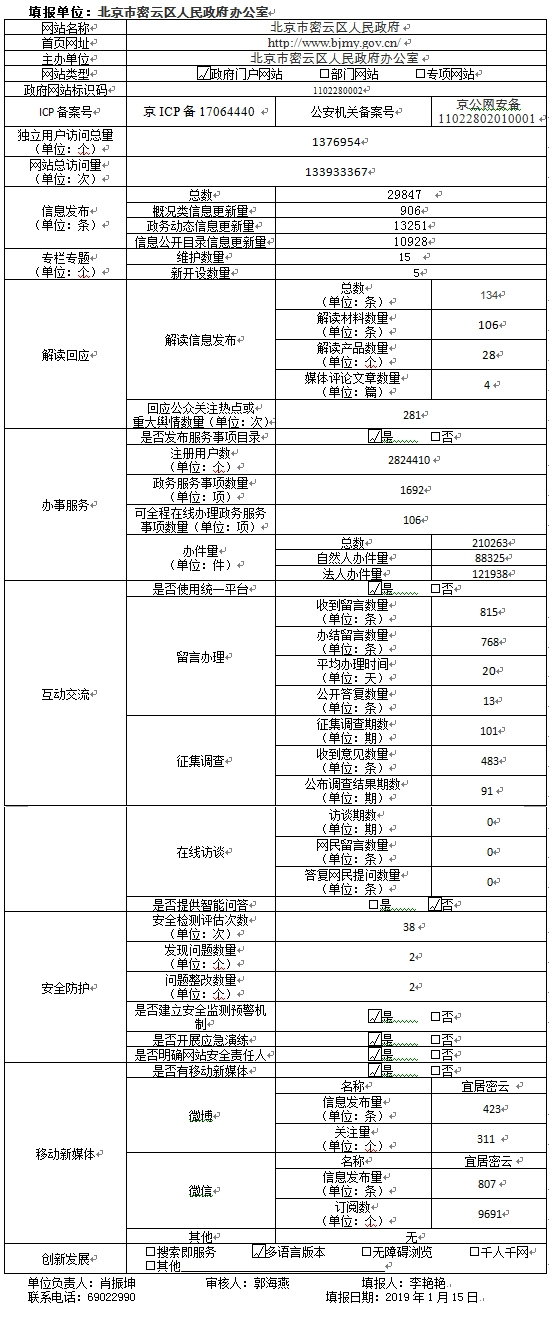 填报单位：北京市密云区人民政府办公室
网站名称 北京市密云区人民政府
首页网址 http://www.bjmy.gov.cn/
主办单位 北京市密云区人民政府办公室
网站类型 ☑政府门户网站 □部门网站 □专项网站
政府网站标识码 1102280002
ICP 备案号 京 ICP 备 17064440 公安机关备案号 京公网安备
11022802010001
独立用户访问总量
（单位：个） 1376954
网站总访问量
（单位：次） 133933367
信息发布
（单位：条）
总数 29847
概况类信息更新量 906
政务动态信息更新量 13251
信息公开目录信息更新量 10928
专栏专题
（单位：个）
维护数量 15
新开设数量 5
解读回应
解读信息发布
总数
（单位：条） 134
解读材料数量
（单位：条） 106
解读产品数量
（单位：个） 28
媒体评论文章数量
（单位：篇） 4
回应公众关注热点或
重大舆情数量（单位：次） 281
办事服务
是否发布服务事项目录 ☑是 □否
注册用户数
（单位：个） 2824410
政务服务事项数量
（单位：项） 1692
可全程在线办理政务服务
事项数量（单位：项） 106
办件量
（单位：件）
总数 210263
自然人办件量 88325
法人办件量 121938
互动交流
是否使用统一平台 ☑是 □否
留言办理
收到留言数量
（单位：条） 815
办结留言数量
（单位：条） 768
平均办理时间
（单位：天） 20
公开答复数量
（单位：条） 13
征集调查
征集调查期数
（单位：期） 101
收到意见数量
（单位：条） 483
公布调查结果期数
（单位：期） 91
在线访谈
访谈期数
（单位：期） 0
网民留言数量
（单位：条） 0
答复网民提问数量
（单位：条） 0
是否提供智能问答 □是 ☑否
安全防护
安全检测评估次数
（单位：次） 38
发现问题数量
（单位：个） 2
问题整改数量
（单位：个） 2
是否建立安全监测预警机
制 ☑是 □否
是否开展应急演练 ☑是 □否
是否明确网站安全责任人 ☑是 □否
移动新媒体
是否有移动新媒体 ☑是 □否
微博
名称 宜居密云
信息发布量
（单位：条） 423
关注量
（单位：个） 311
微信
名称 宜居密云
信息发布量
（单位：条） 807
订阅数
（单位：个） 9691
其他 无
创新发展
□搜索即服务 ☑多语言版本 □无障碍浏览 □千人千网
□其他
单位负责人：肖振坤 审核人：郭海燕 填报人：李艳艳
联系电话：69022990 填报日期：2019 年 1 月 15 日